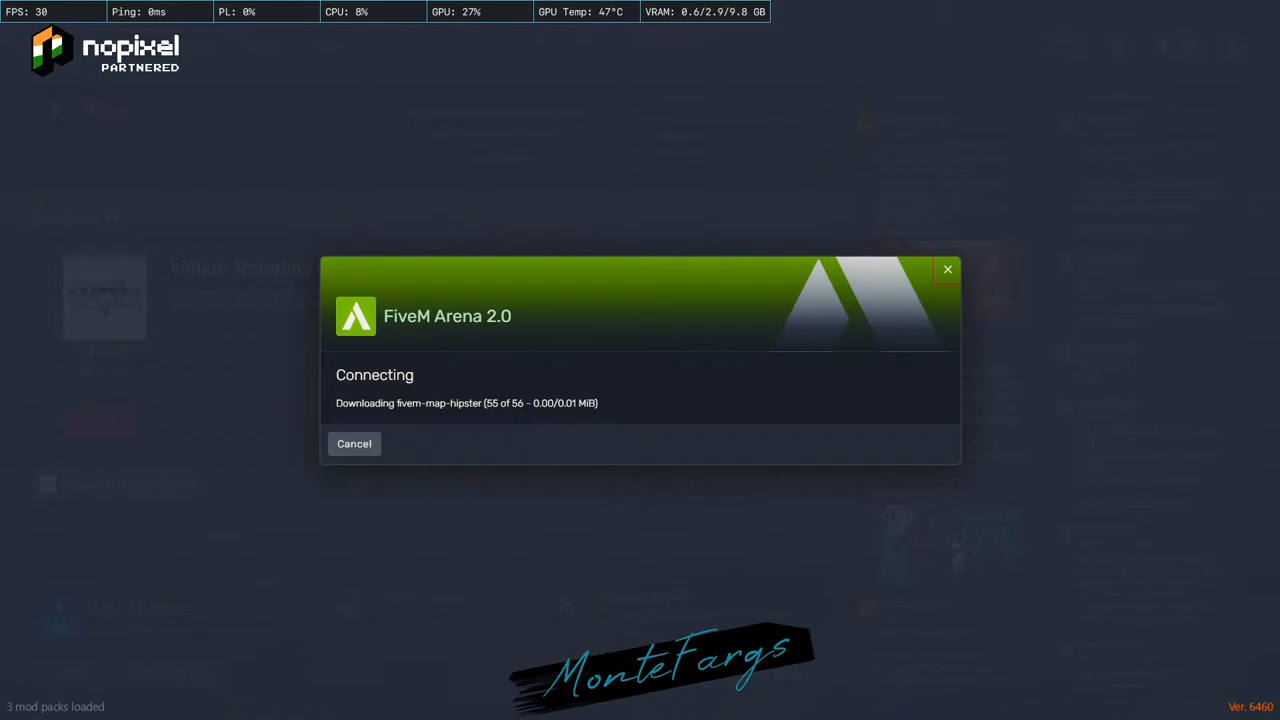 FPS: 30 Ping: 0ms PL: 0% CPU: 8% GPU: 27% GPU Temp: 47°C VRAM: 0.6/2.9/9.8 GB
nopixel
PARTNERED
Walker Roleplay
FiveM Arena 2.0
Connecting
Downloading fivem-map-hipster (55 of 56 - 0.00/0.01 MiB)
Cancel
MonteFargs
3 mod packs loaded
Ver. 6460